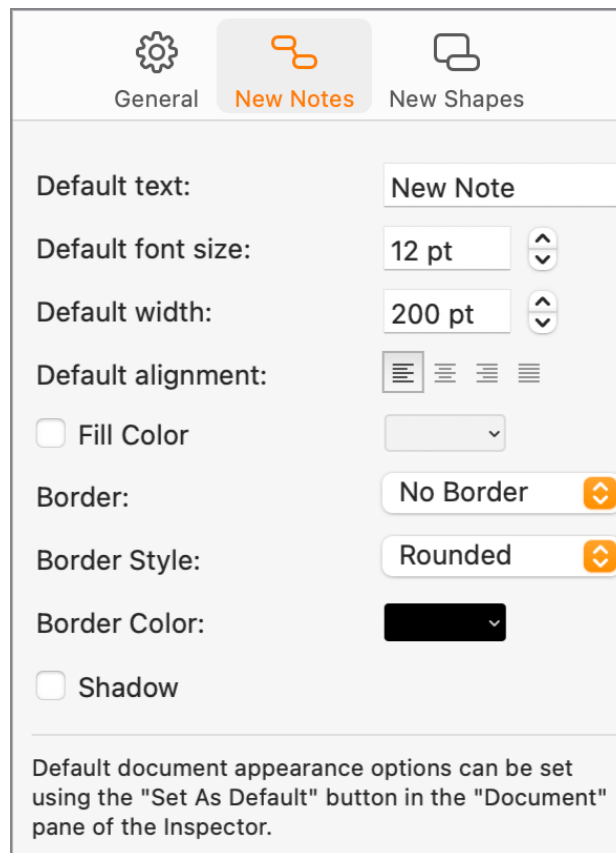 General New Notes New Shapes
Default text: New Note
Default font size: 12 pt
Default width: 200 pt
Default alignment:
Fill Color
Border: No Border
Border Style: Rounded
Border Color:
Shadow
Default document appearance options can be set
using the "Set As Default" button in the "Document"
pane of the Inspector.